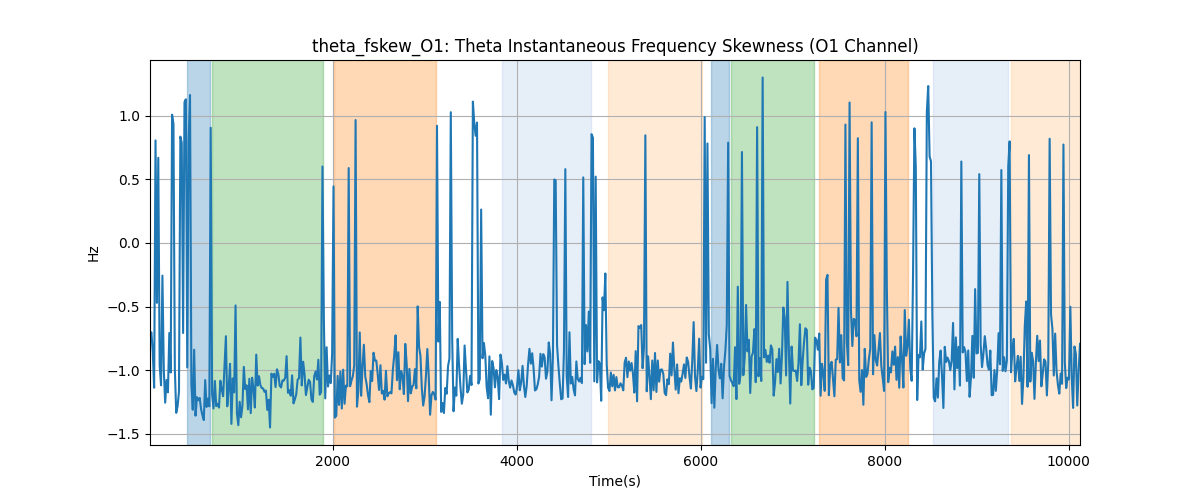 theta_fskew_O1: Theta Instantaneous Frequency Skewness (O1 Channel)
1.0
0.5
0.0
−0.5
−1.0
−1.5
Hz
2000 4000 6000 8000 10000
Time(s)